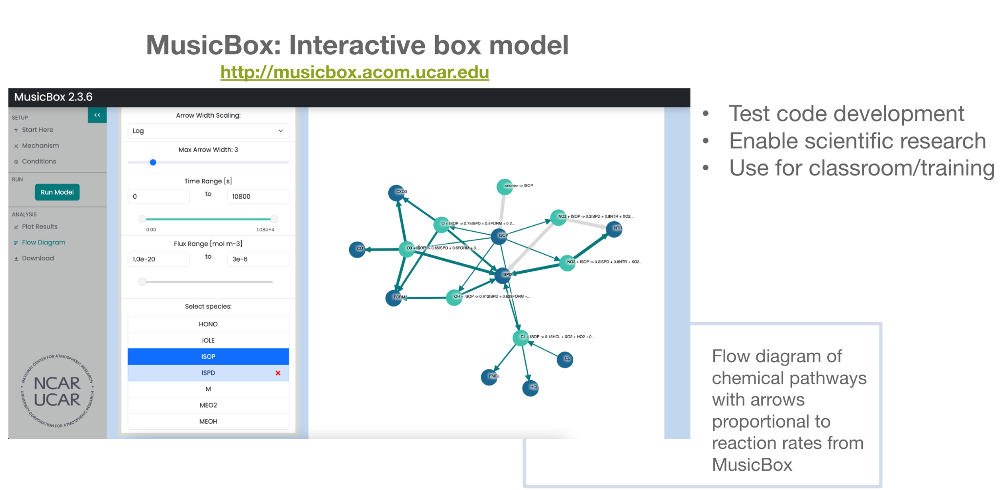 MusicBox: Interactive box model
http://musicbox.acom.ucar.edu
MusicBox 2.3.6
SETUP
<<
Start Here
Mechanism
Conditions
RUN
Run Model
ANALYSIS
Plot Results
Flow Diagram
Download
NATIONAL CENTER FOR ATMOSPHERIC RESEARCH
NCAR
UCAR
UNIVERSITY CORPORATION FOR ATMOSPHERIC RESEARCH
Arrow Width Scaling:
Log
Max Arrow Width: 3
Time Range [s]
0 to 10800
0.00 1.08e+4
Flux Range [mol m-3]
1.0e-20 to 3e-6
Select species:
HONO
IOLE
ISOP
ISPD
M
MEO2
MEOH
<none> -> ISOP
CXO3
NO2 + ISOP -> 0.2ISPD + 0.8NTR + XO2...
O + ISOP -> 0.75ISPD + 0.5FORM + 0.2...
NTR
ISOP
CO
O3 + ISOP -> 0.65ISPD + 0.6FORM + 0....
NO3 + ISOP -> 0.2ISPD + 0.8NTR + XO2...
ISPD
FORM
OH + ISOP -> 0.912ISPD + 0.629FORM +...
CL + ISOP -> 0.15HCL + XO2 + HO2 + 0...
CL
FMCL
HCL
• Test code development
• Enable scientific research
• Use for classroom/training
Flow diagram of
chemical pathways
with arrows
proportional to
reaction rates from
MusicBox